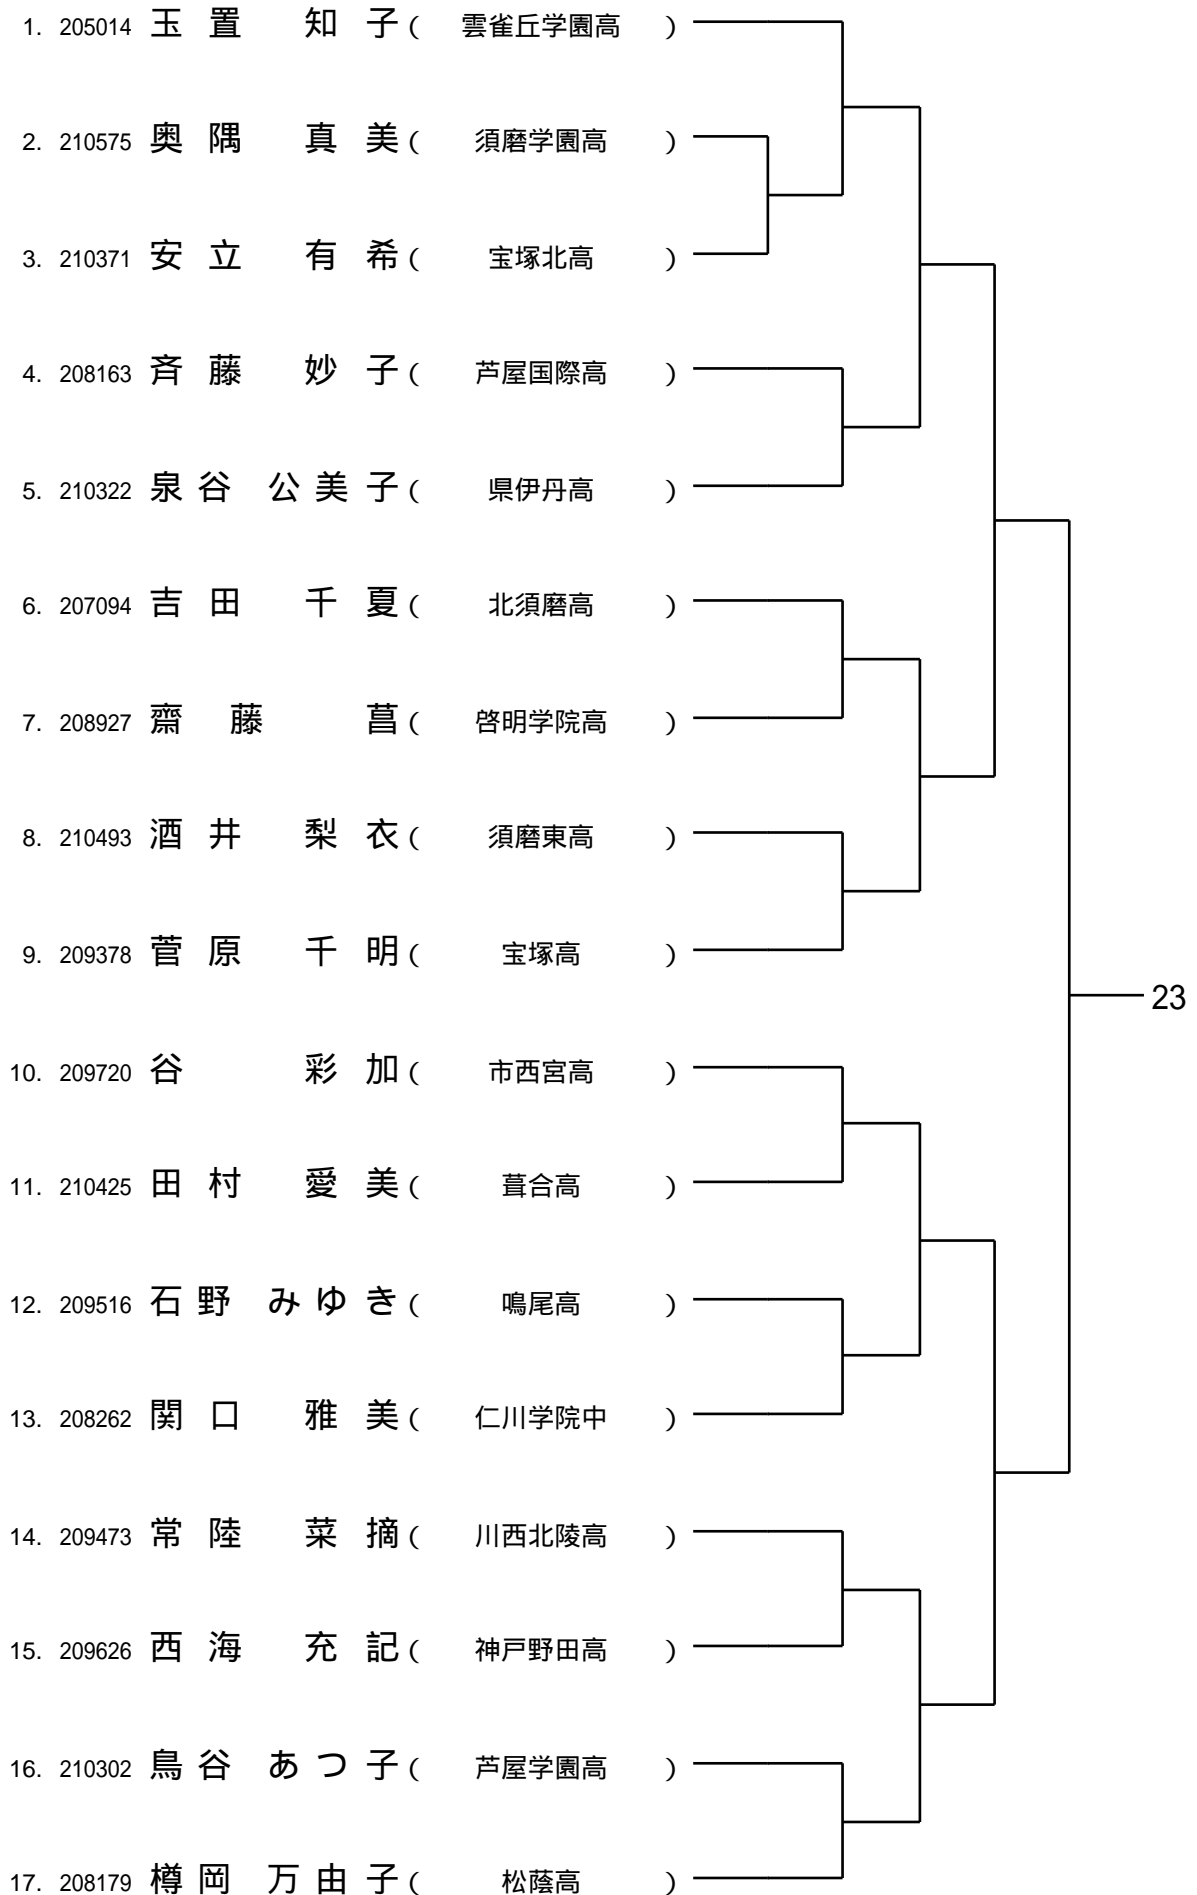 1. 205014 玉置 知子( 雲雀丘学園高 )
2. 210575 奥隅 真美( 須磨学園高 )
3. 210371 安立 有希( 宝塚北高 )
4. 208163 斉藤 妙子( 芦屋国際高 )
5. 210322 泉谷 公美子( 県伊丹高 )
6. 207094 吉田 千夏( 北須磨高 )
7. 208927 齋藤 菖( 啓明学院高 )
8. 210493 酒井 梨衣( 須磨東高 )
9. 209378 菅原 千明( 宝塚高 )
23
10. 209720 谷 彩加( 市西宮高 )
11. 210425 田村 愛美( 葺合高 )
12. 209516 石野 みゆき( 鳴尾高 )
13. 208262 関口 雅美( 仁川学院中 )
14. 209473 常陸 菜摘( 川西北陵高 )
15. 209626 西海 充記( 神戸野田高 )
16. 210302 鳥谷 あつ子( 芦屋学園高 )
17. 208179 樽岡 万由子( 松蔭高 )